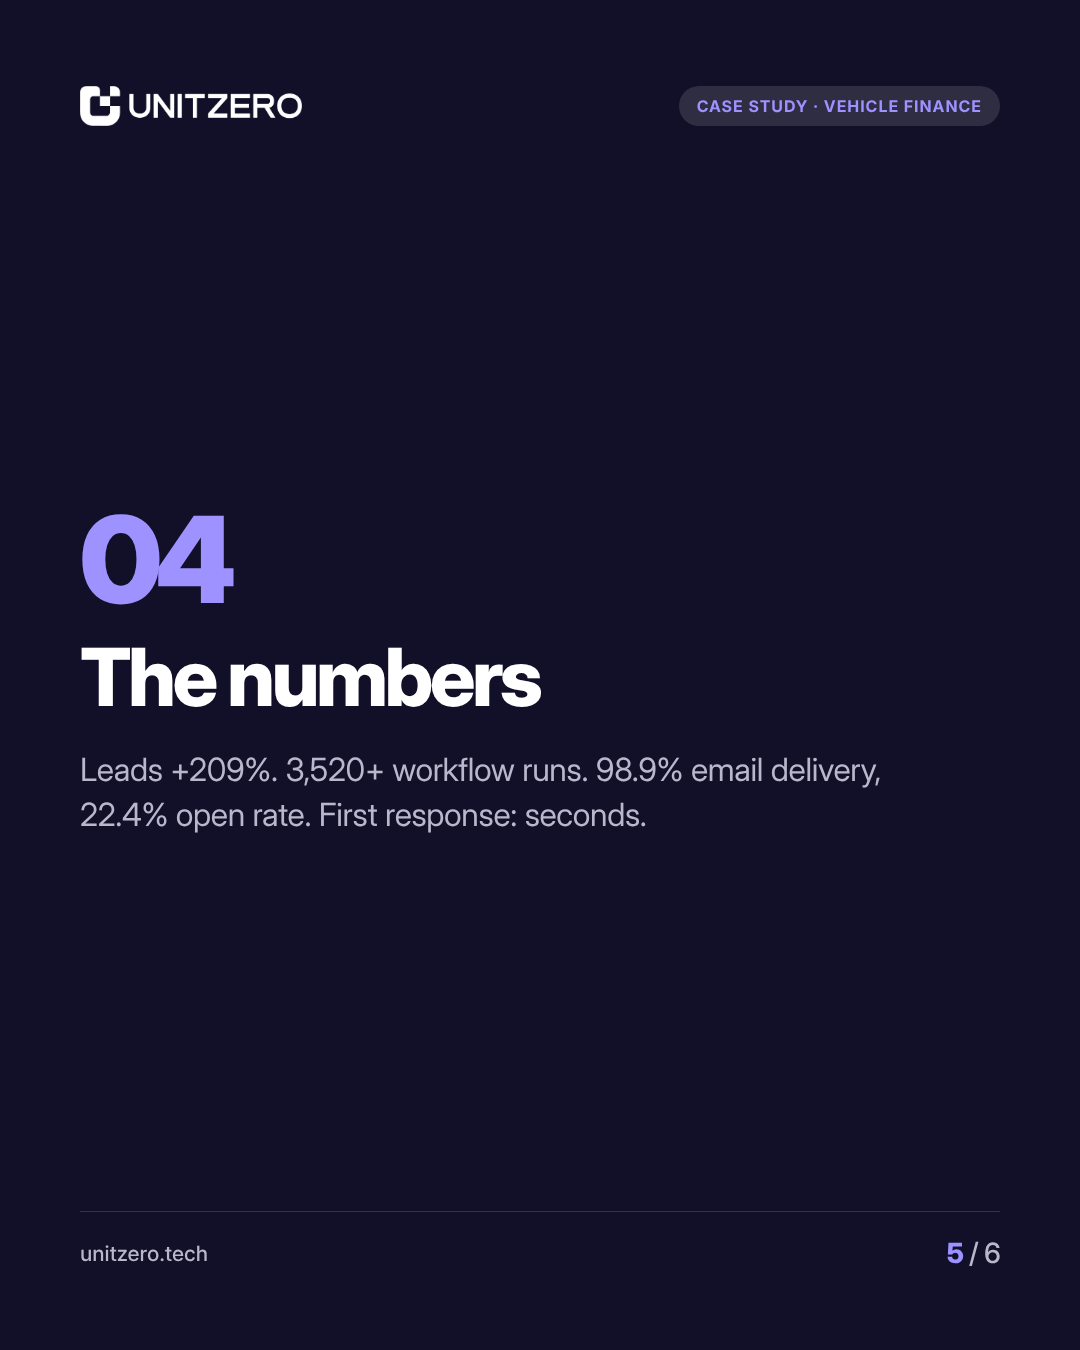 UNITZERO
CASE STUDY · VEHICLE FINANCE
04
The numbers
Leads +209%. 3,520+ workflow runs. 98.9% email delivery,
22.4% open rate. First response: seconds.
unitzero.tech
5 / 6